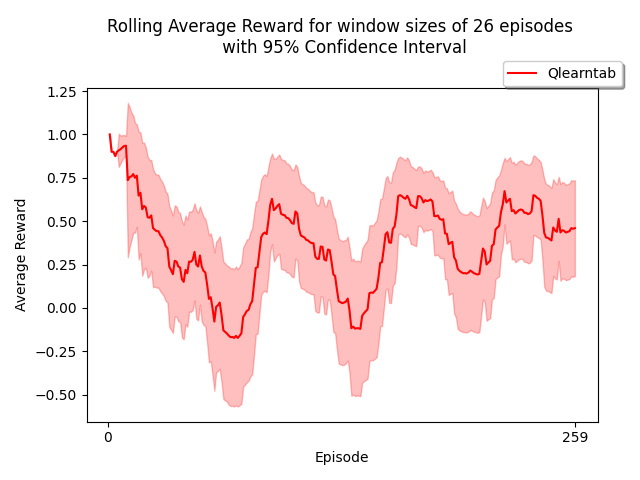 Rolling Average Reward for window sizes of 26 episodes
with 95% Confidence Interval
Qlearntab
1.25
1.00
0.75
0.50
0.25
0.00
−0.25
−0.50
Average Reward
0
259
Episode